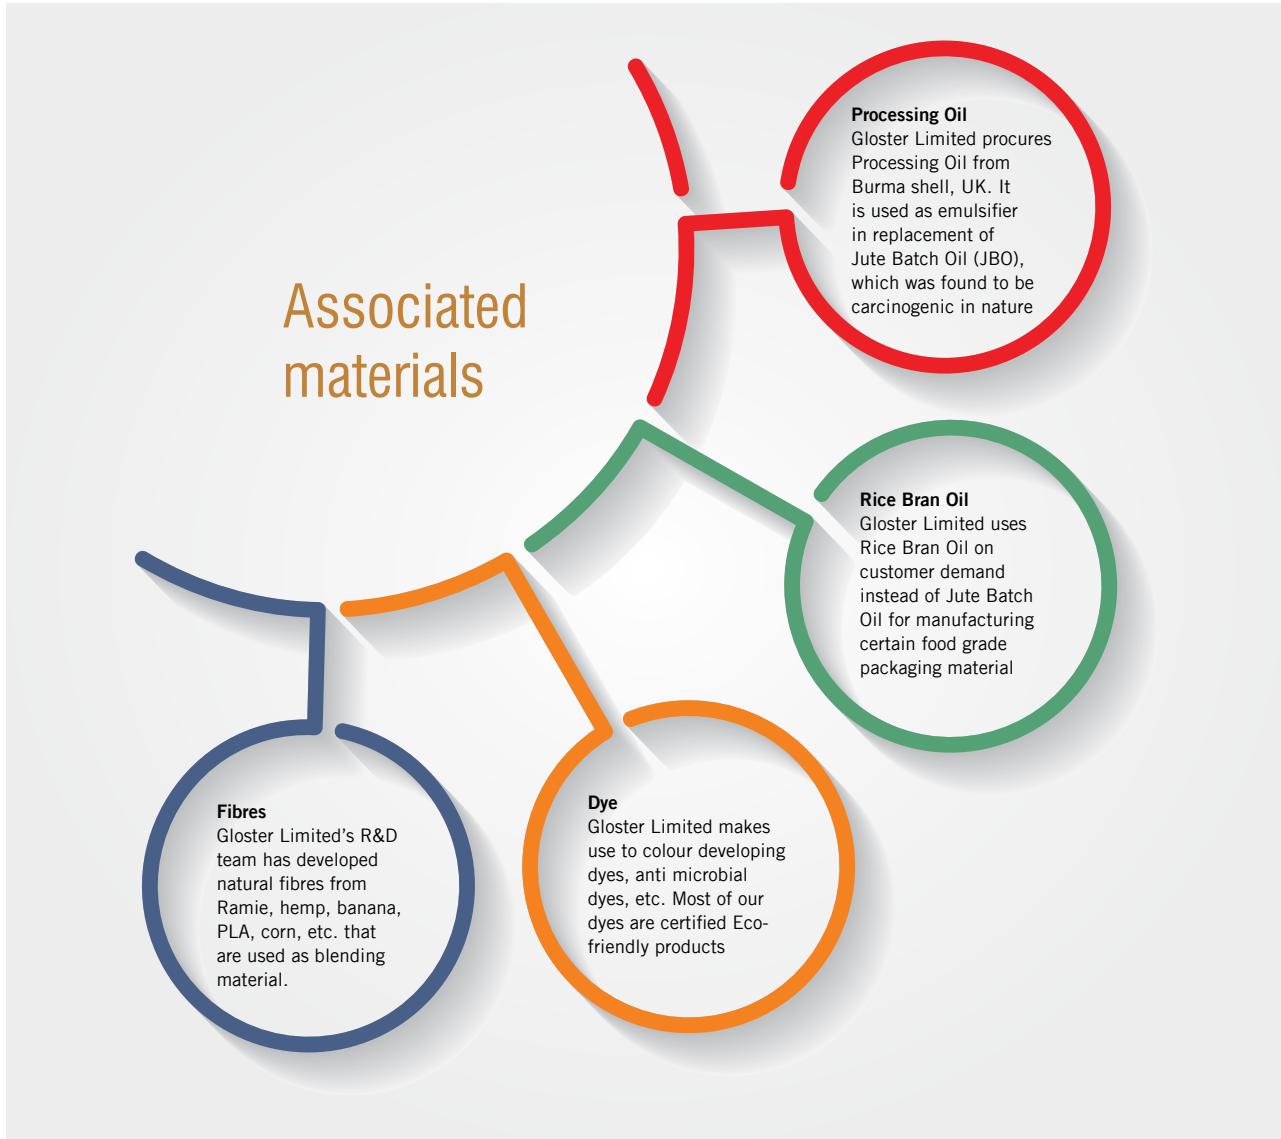 Associated
materials
Processing Oil
Gloster Limited procures
Processing Oil from
Burma shell, UK. It
is used as emulsifier
in replacement of
Jute Batch Oil (JBO),
which was found to be
carcinogenic in nature
Rice Bran Oil
Gloster Limited uses
Rice Bran Oil on
customer demand
instead of Jute Batch
Oil for manufacturing
certain food grade
packaging material
Dye
Gloster Limited makes
use to colour developing
dyes, anti microbial
dyes, etc. Most of our
dyes are certified Eco-
friendly products
Fibres
Gloster Limited’s R&D
team has developed
natural fibres from
Ramie, hemp, banana,
PLA, corn, etc. that
are used as blending
material.